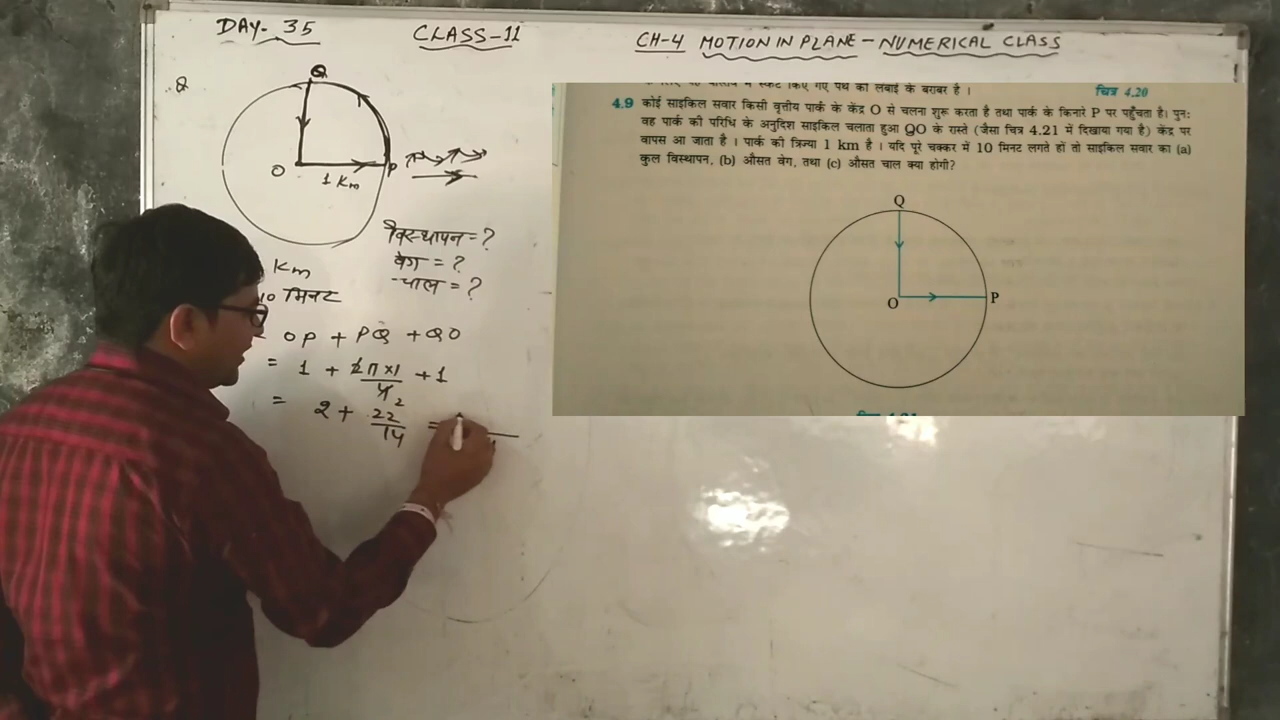 DAY- 35 CLASS-11 CH-4 MOTION IN PLANE - NUMERICAL CLASS
Q
Q
O
1 Km
P
विस्थापन = ?
वेग = ?
चाल = ?
Km
10 मिनट
OP + PQ + QO
= 1 + 2π×1/4 2 + 1
= 2 + 22/14 =
चित्र 4.20
4.9 कोई साइकिल सवार किसी वृत्तीय पार्क के केंद्र O से चलना शुरू करता है तथा पार्क के किनारे P पर पहुँचता है। पुन:
वह पार्क की परिधि के अनुदिश साइकिल चलाता हुआ QO के रास्ते (जैसा चित्र 4.21 में दिखाया गया है) केंद्र पर
वापस आ जाता है । पार्क की त्रिज्या 1 km है । यदि पूरे चक्कर में 10 मिनट लगते हों तो साइकिल सवार का (a)
कुल विस्थापन, (b) औसत वेग, तथा (c) औसत चाल क्या होगी?
Q
O
P